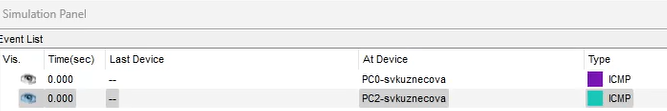 Simulation Panel
Event List
Vis. Time(sec) Last Device At Device Type
0.000 -- PC0-svkuznecova ICMP
0.000 -- PC2-svkuznecova ICMP